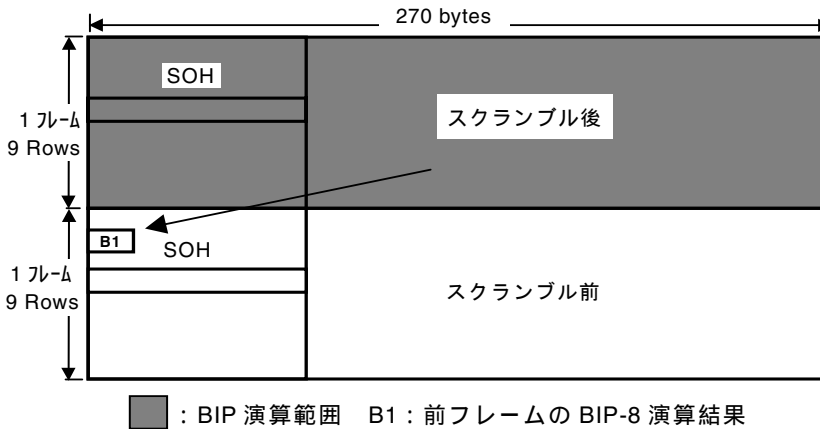 270 bytes
SOH
スクランブル後
1 ﾌﾚｰﾑ
9 Rows
B1
SOH
1 ﾌﾚｰﾑ
9 Rows
スクランブル前
：BIP 演算範囲 B1：前フレームの BIP-8 演算結果